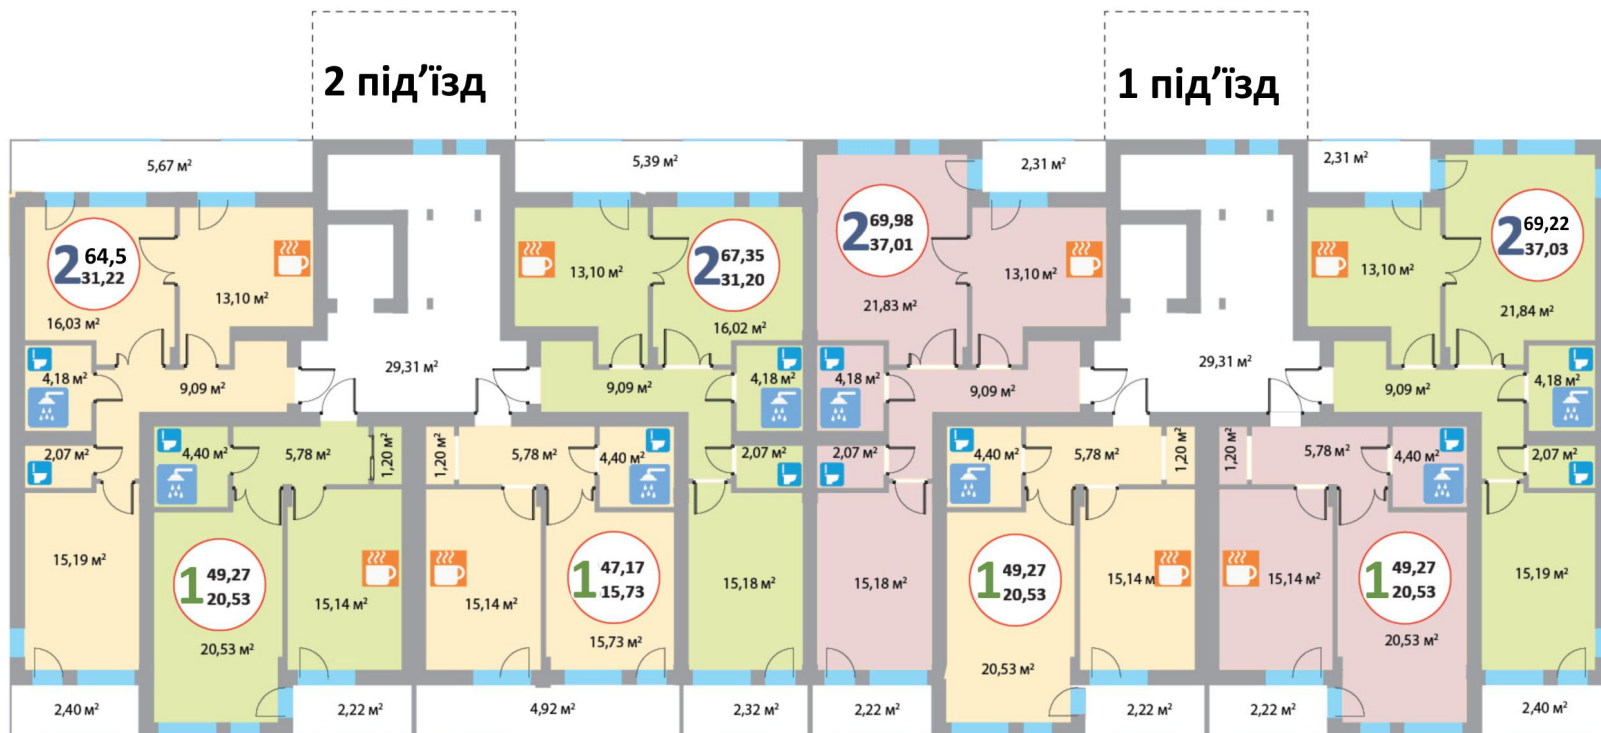 2 під’їзд
1 під’їзд
5,67 м²
5,39 м²
2,31 м²
2,31 м²
2 64,5
31,22
16,03 м²
13,10 м²
13,10 м²
2 67,35
31,20
16,02 м²
2 69,98
37,01
21,83 м²
13,10 м²
13,10 м²
2 69,22
37,03
21,84 м²
4,18 м²
9,09 м²
29,31 м²
9,09 м²
4,18 м²
4,18 м²
9,09 м²
29,31 м²
9,09 м²
4,18 м²
2,07 м²
4,40 м²
5,78 м²
1,20 м²
1,20 м²
5,78 м²
4,40 м²
2,07 м²
2,07 м²
4,40 м²
5,78 м²
1,20 м²
1,20 м²
5,78 м²
4,40 м²
2,07 м²
15,19 м²
1 49,27
20,53
20,53 м²
15,14 м²
15,14 м²
1 47,17
15,73
15,73 м²
15,18 м²
15,18 м²
1 49,27
20,53
20,53 м²
15,14 м
15,14 м²
1 49,27
20,53
20,53 м²
15,19 м²
2,40 м²
2,22 м²
4,92 м²
2,32 м²
2,22 м²
2,22 м²
2,22 м²
2,40 м²